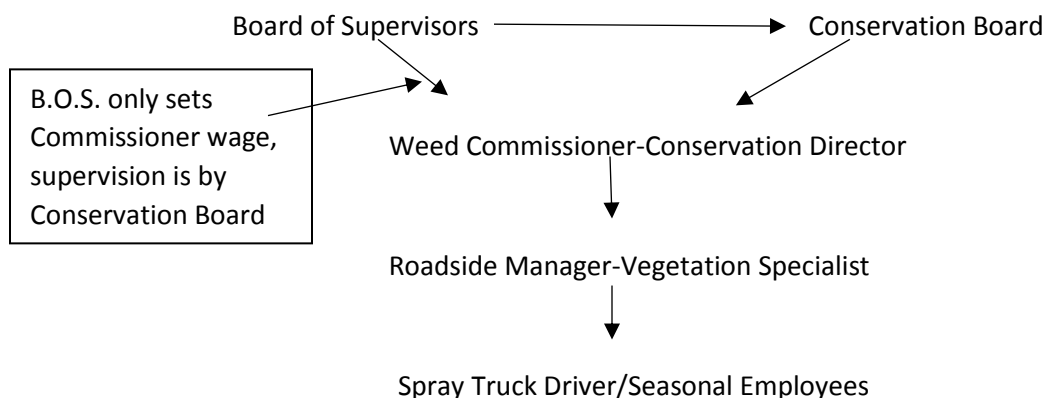 Board of Supervisors
Conservation Board
B.O.S. only sets
Commissioner wage,
supervision is by
Conservation Board
Weed Commissioner-Conservation Director
Roadside Manager-Vegetation Specialist
Spray Truck Driver/Seasonal Employees